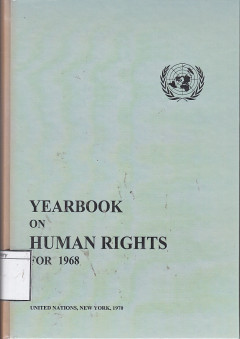 YEARBOOK
ON
HUMAN RIGHTS
FOR 1968
UNITED NATIONS, NEW YORK, 1970